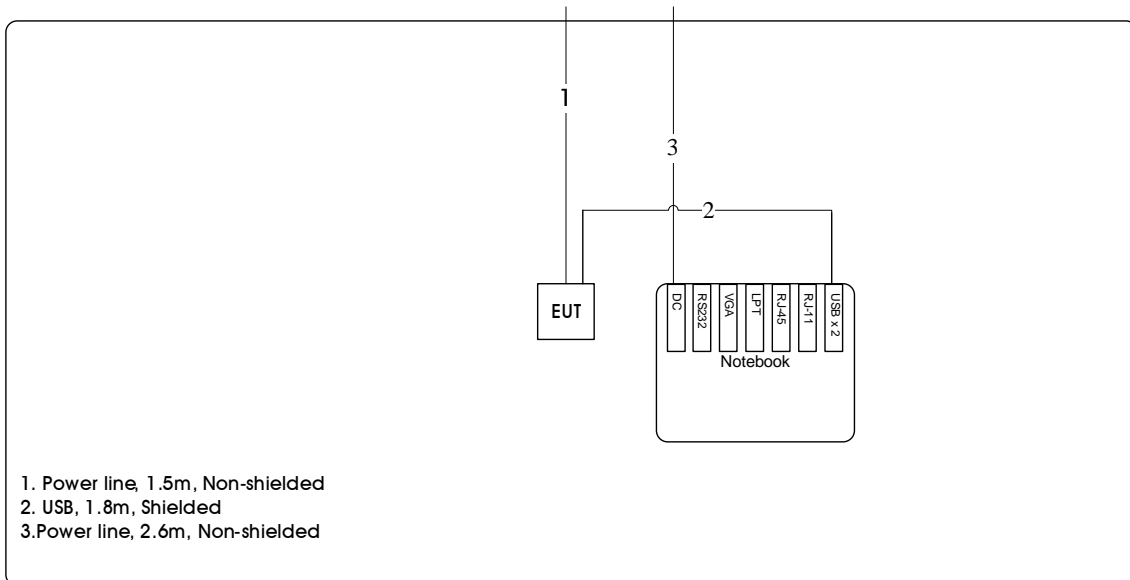 1
3
2
EUT
DC
RS232
VGA
LPT
RJ-45
RJ-11
USB x 2
Notebook
1. Power line, 1.5m, Non-shielded
2. USB, 1.8m, Shielded
3.Power line, 2.6m, Non-shielded